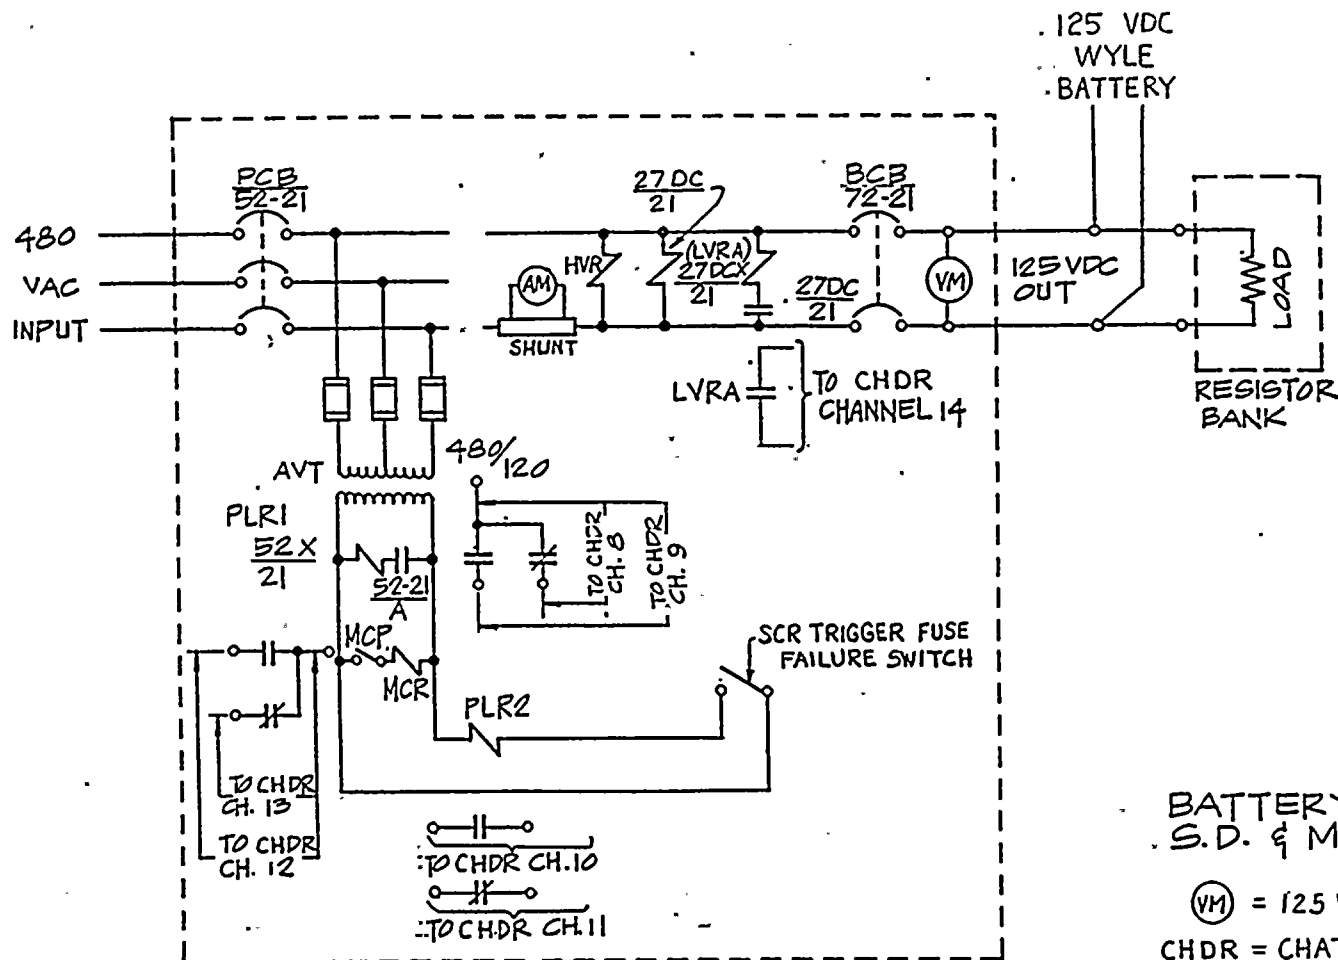 125 VDC
WYLE
BATTERY
PCB
52-21
27DC
21
BCB
72-21
480
VAC
INPUT
HVR
(LVRA)
27DCX
21
27DC
21
AM
SHUNT
VM
125 VDC
OUT
LOAD
RESISTOR
BANK
LVRA
TO CHDR
CHANNEL 14
AVT
480/
120
PLR1
52X
21
52-21
A
TO CHDR
CH. 8
TO CHDR
CH. 9
MCP
MCR
SCR TRIGGER FUSE
FAILURE SWITCH
PLR2
TO CHDR
CH. 13
TO CHDR
CH. 12
TO CHDR CH.10
TO CHDR CH.11
BATTERY
S.D. & M
VM = 125
CHDR = CHAT